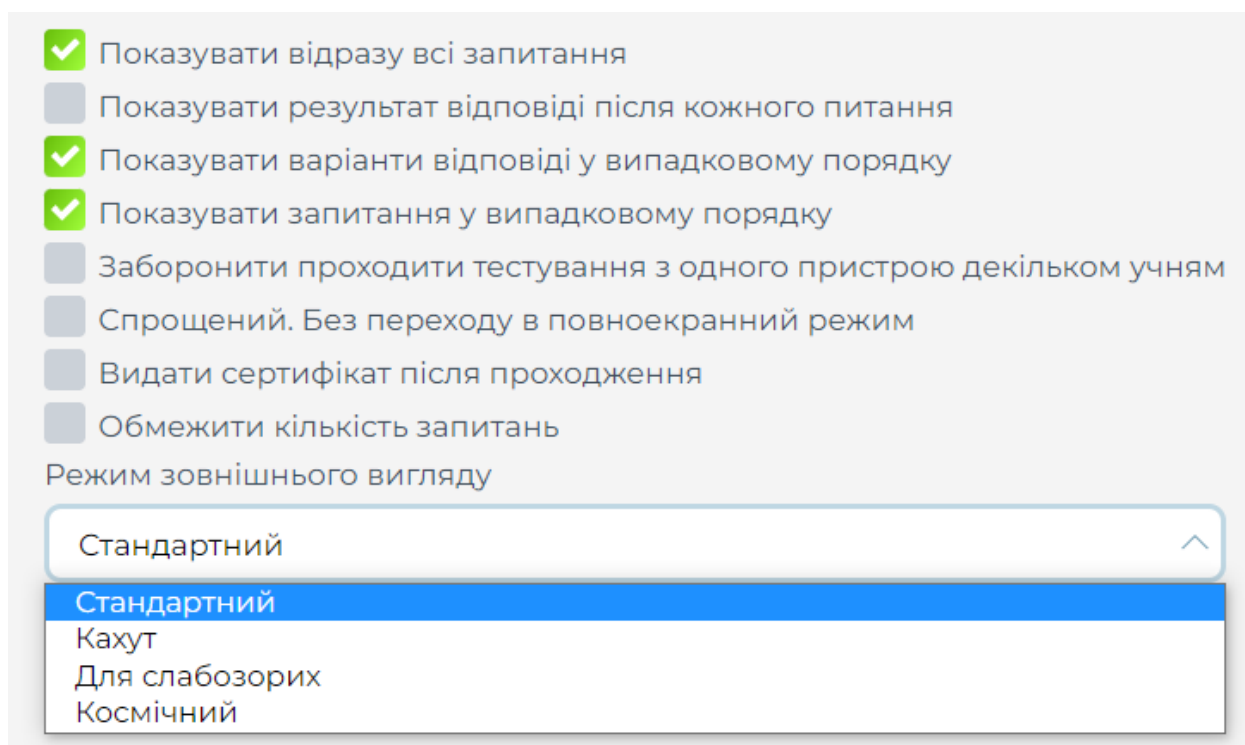 Показувати відразу всі запитання
Показувати результат відповіді після кожного питання
Показувати варіанти відповіді у випадковому порядку
Показувати запитання у випадковому порядку
Заборонити проходити тестування з одного пристрою декільком учням
Спрощений. Без переходу в повноекранний режим
Видати сертифікат після проходження
Обмежити кількість запитань
Режим зовнішнього вигляду
Стандартний
Стандартний
Кахут
Для слабозорих
Космічний